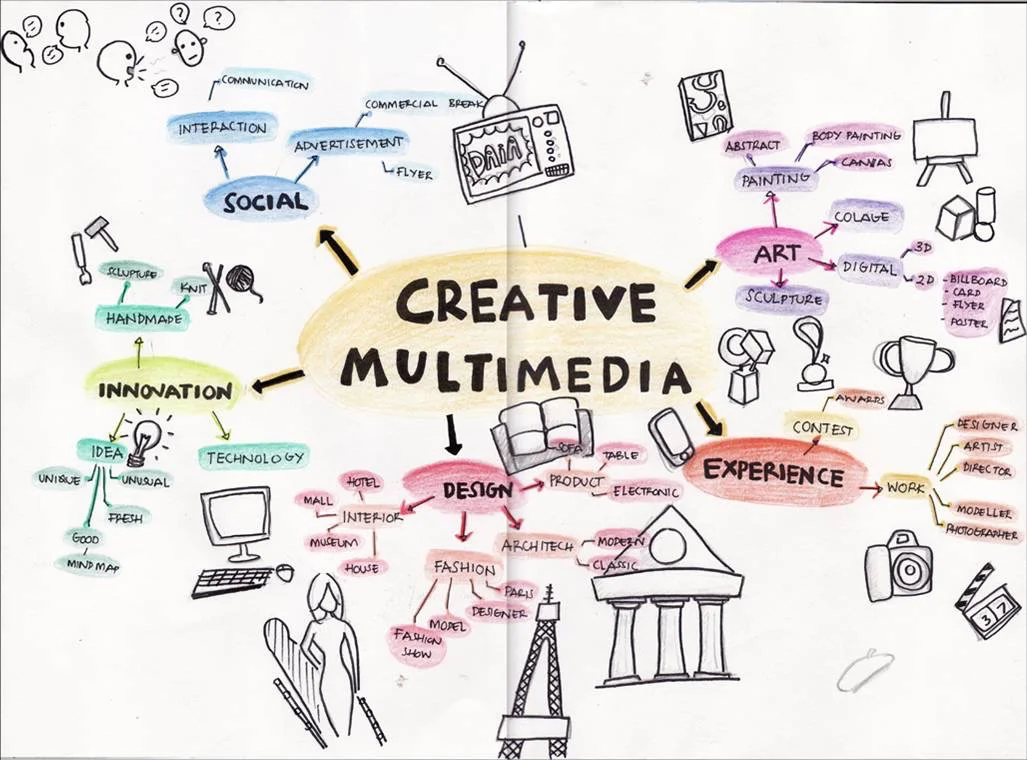 ?
?
COMMUNICATION
INTERACTION
COMMERCIAL BREAK
ADVERTISEMENT
FLYER
SOCIAL
DAIA
CREATIVE
MULTIMEDIA
ABSTRACT
BODY PAINTING
CANVAS
PAINTING
COLAGE
ART
3D
DIGITAL
2D
- BILLBOARD
- CARD
- FLYER
- POSTER
SCULPTURE
SCLUPTURE
KNIT
HANDMADE
INNOVATION
IDEA
UNIQUE
UNUSUAL
FRESH
GOOD
MINDMAP
TECHNOLOGY
DESIGN
HOTEL
MALL
INTERIOR
MUSEUM
HOUSE
SOFA
TABLE
PRODUCT
ELECTRONIC
ARCHITECH
MODERN
CLASSIC
FASHION
PARIS
DESIGNER
MODEL
FASHION
SHOW
EXPERIENCE
AWARDS
CONTEST
WORK
DESIGNER
ARTIST
DIRECTOR
MODELLER
PHOTOGRAPHER
3 7